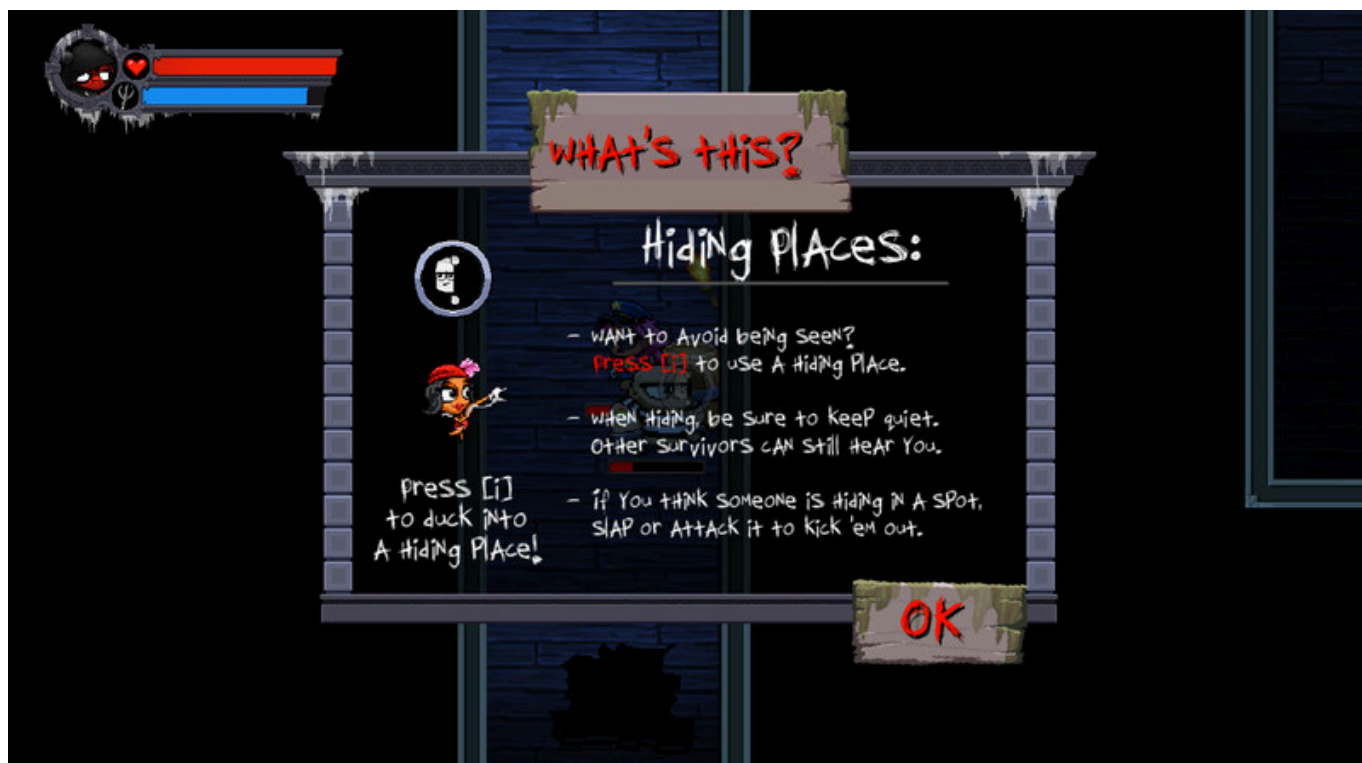 WHAT'S THIS?
Hiding Places:
- Want to avoid being seen?
Press [i] to use a hiding place.
- When hiding, be sure to keep quiet.
Other survivors can still hear you.
- If you think someone is hiding in a spot,
slap or attack it to kick 'em out.
Press [i]
to duck into
a hiding place!
OK